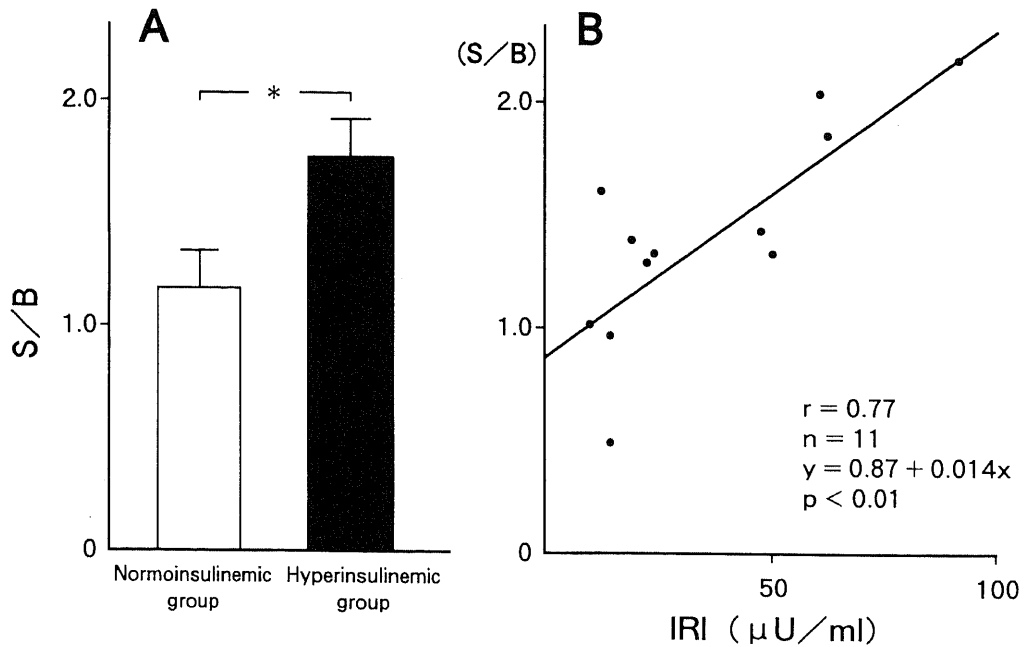 A
2.0
1.0
0
S/B
*
Normoinsulinemic
group
Hyperinsulinemic
group
B
(S/B)
2.0
1.0
0
50
100
IRI (μU/ml)
r = 0.77
n = 11
y = 0.87 + 0.014x
p < 0.01